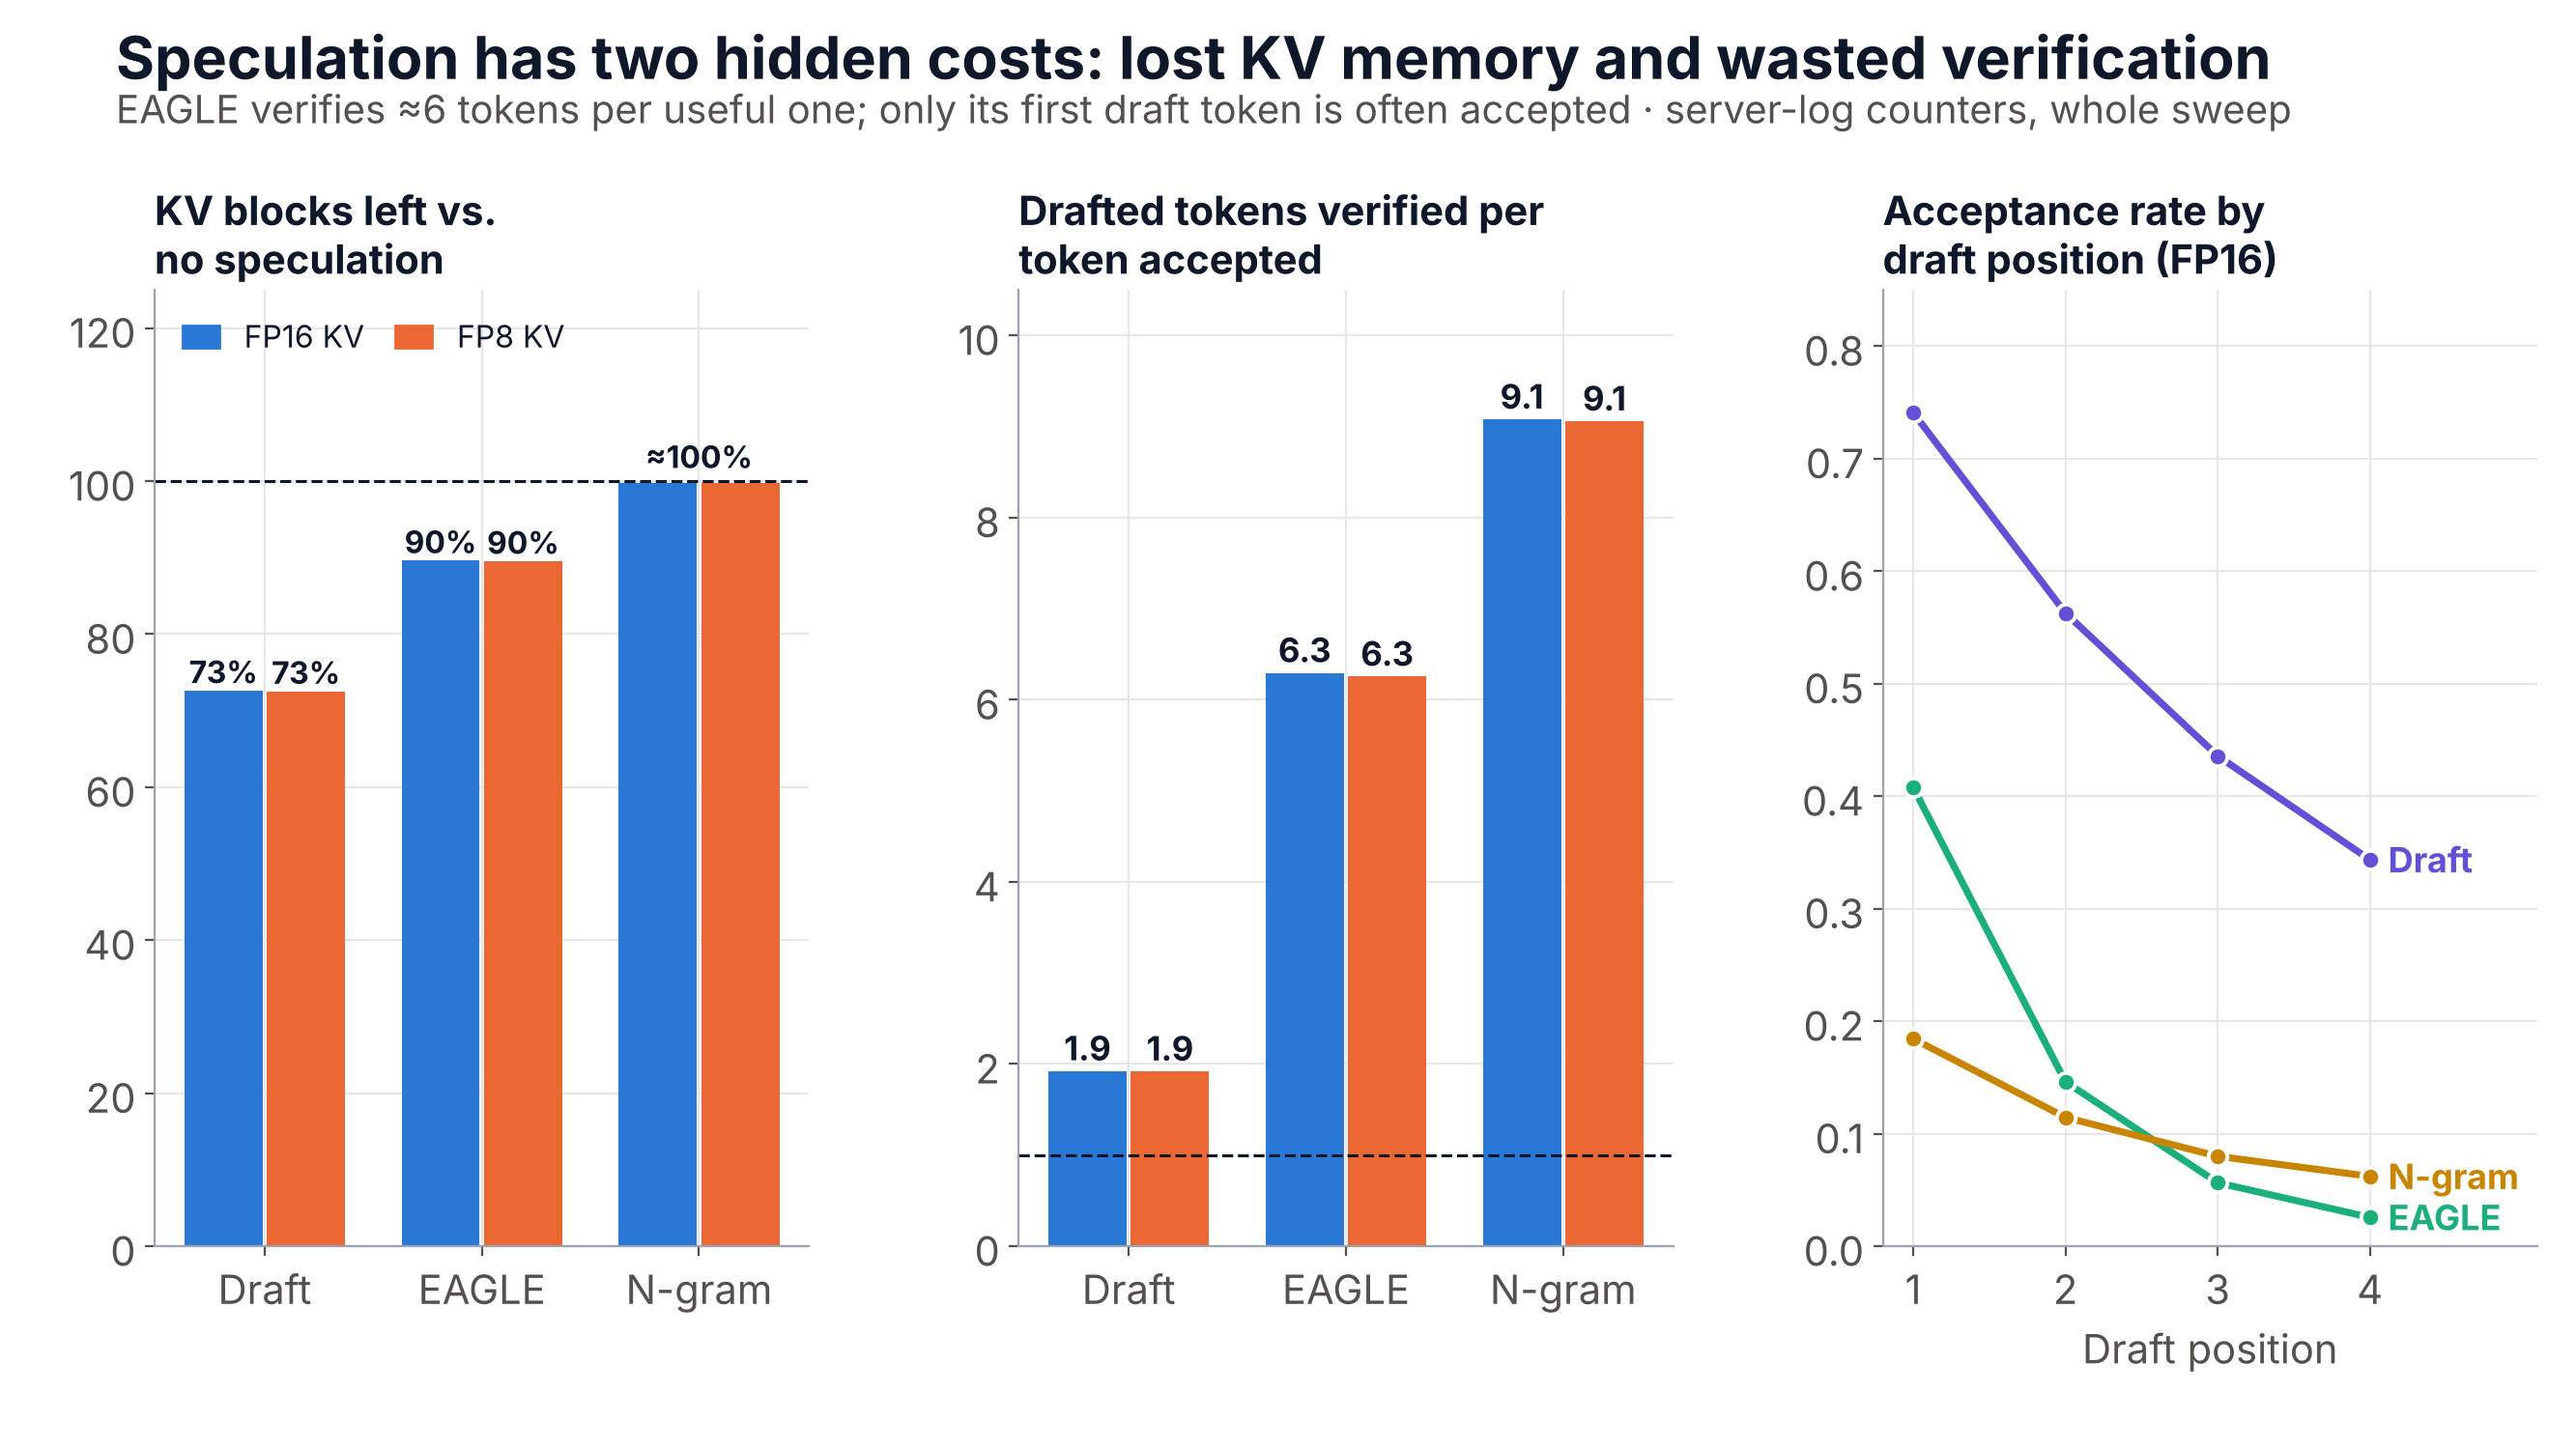 Speculation has two hidden costs: lost KV memory and wasted verification
EAGLE verifies ≈6 tokens per useful one; only its first draft token is often accepted · server-log counters, whole sweep
KV blocks left vs.
no speculation
120
100
80
60
40
20
0
FP16 KV
FP8 KV
73%
73%
90%
90%
≈100%
Draft
EAGLE
N-gram
Drafted tokens verified per
token accepted
10
8
6
4
2
0
1.9
1.9
6.3
6.3
9.1
9.1
Draft
EAGLE
N-gram
Acceptance rate by
draft position (FP16)
0.8
0.7
0.6
0.5
0.4
0.3
0.2
0.1
0.0
Draft
N-gram
EAGLE
1
2
3
4
Draft position